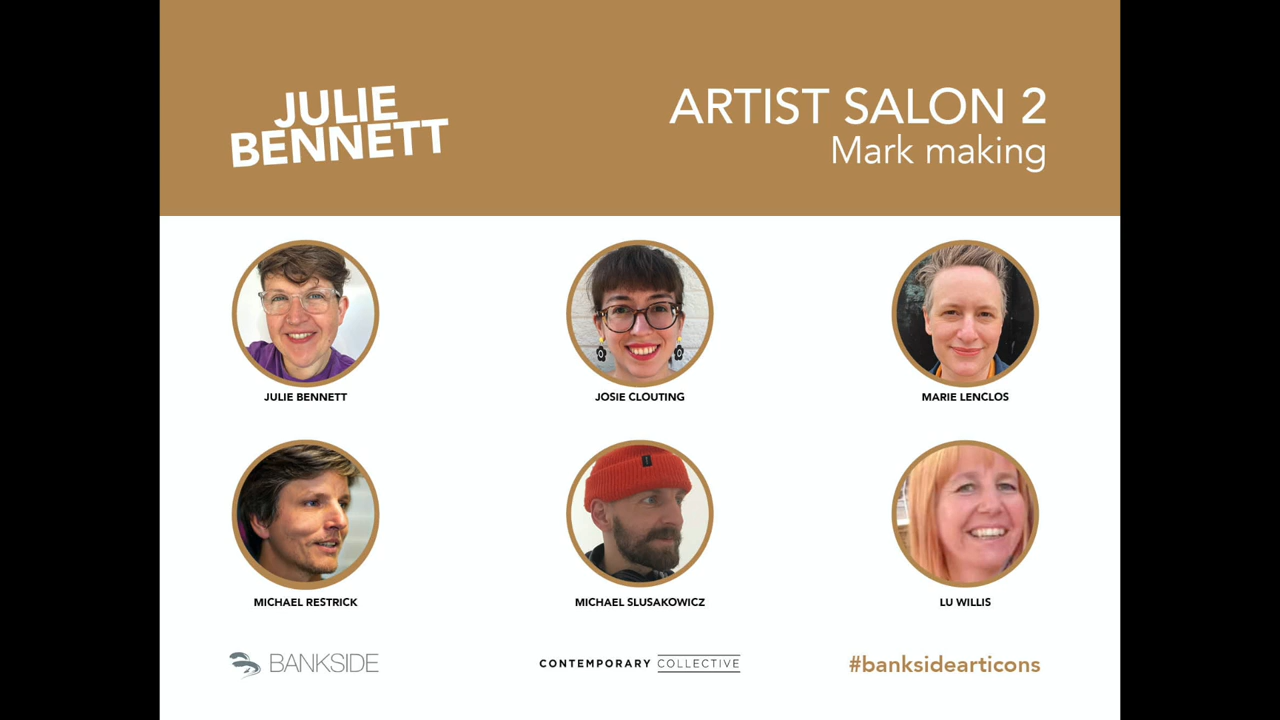 JULIE
BENNETT
ARTIST SALON 2
Mark making
JULIE BENNETT
JOSIE CLOUTING
MARIE LENCLOS
MICHAEL RESTRICK
MICHAEL SLUSAKOWICZ
LU WILLIS
BANKSIDE
CONTEMPORARY COLLECTIVE
#banksidearticons